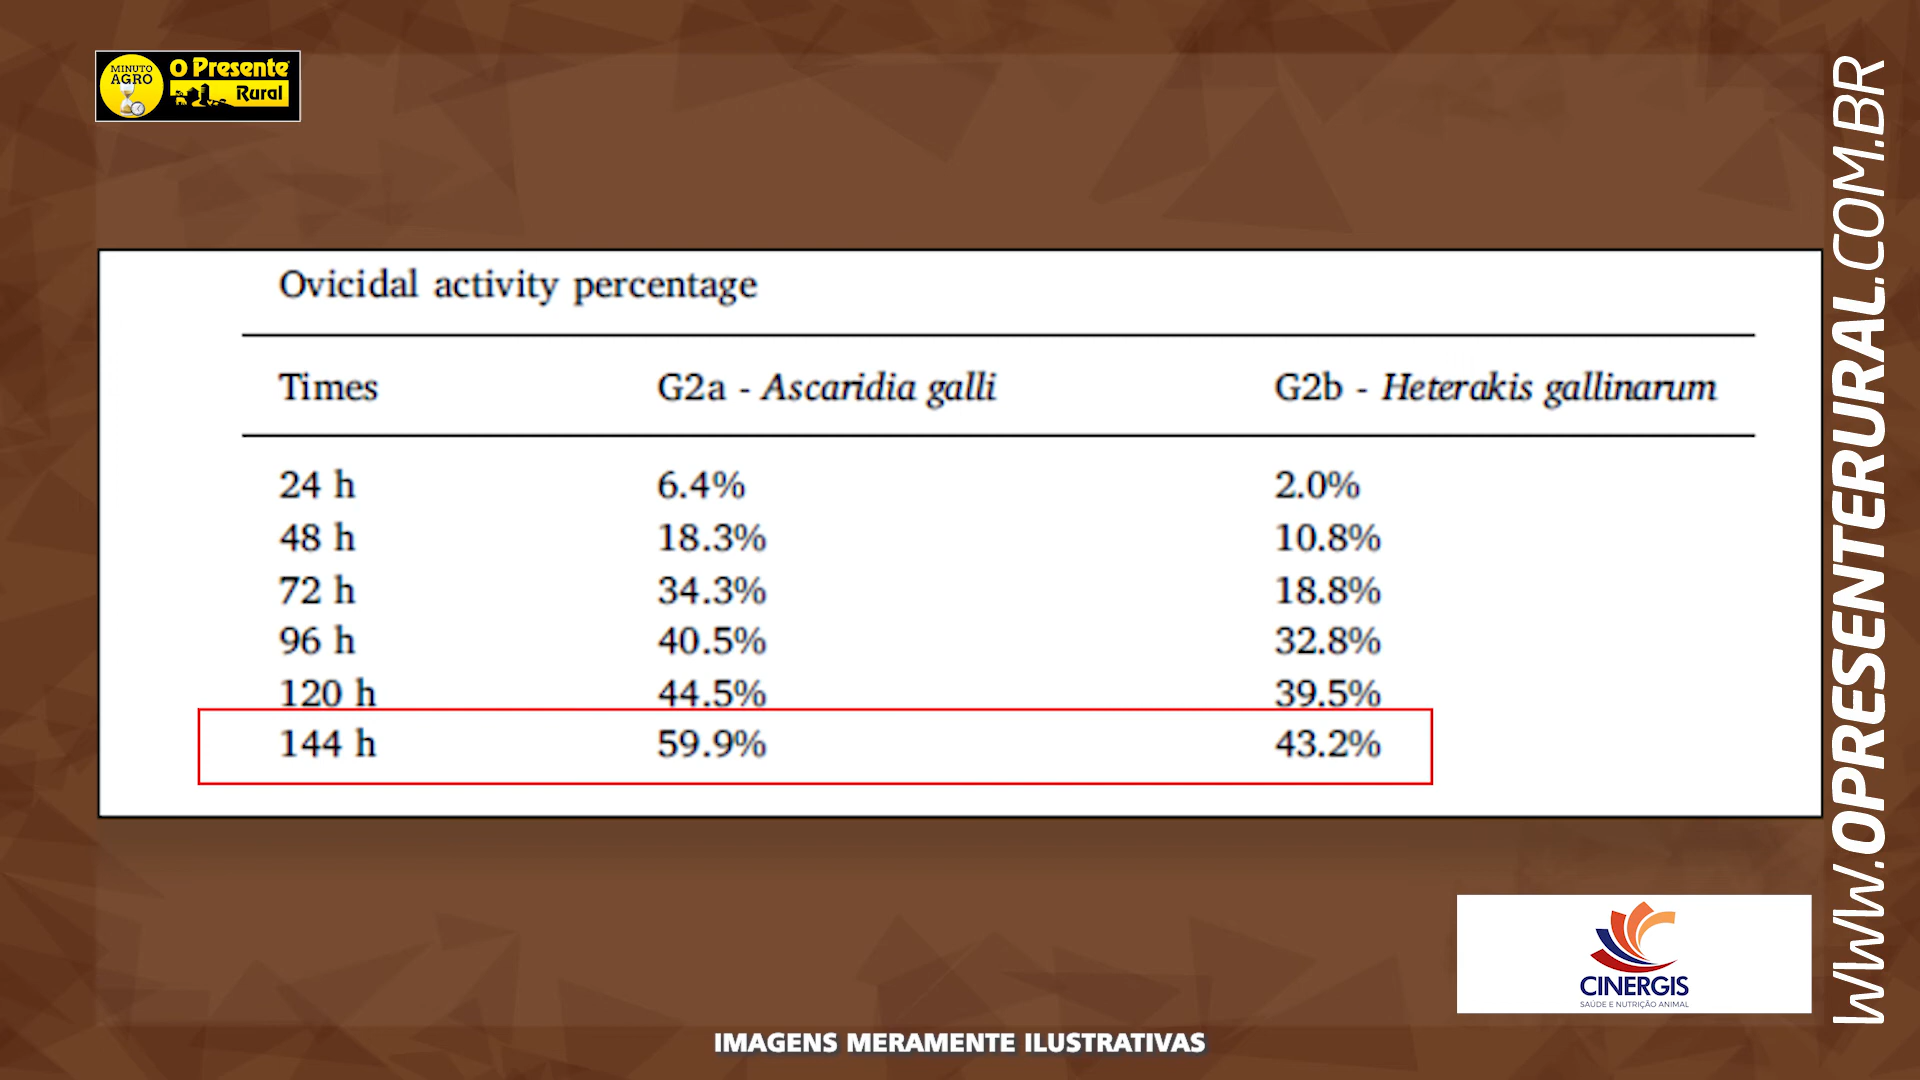 MINUTO
AGRO
O Presente
Rural
Ovicidal activity percentage
Times G2a - Ascaridia galli G2b - Heterakis gallinarum
24 h 6.4% 2.0%
48 h 18.3% 10.8%
72 h 34.3% 18.8%
96 h 40.5% 32.8%
120 h 44.5% 39.5%
144 h 59.9% 43.2%
CINERGIS
SAÚDE E NUTRIÇÃO ANIMAL
IMAGENS MERAMENTE ILUSTRATIVAS
WWW.OPRESENTERURAL.COM.BR